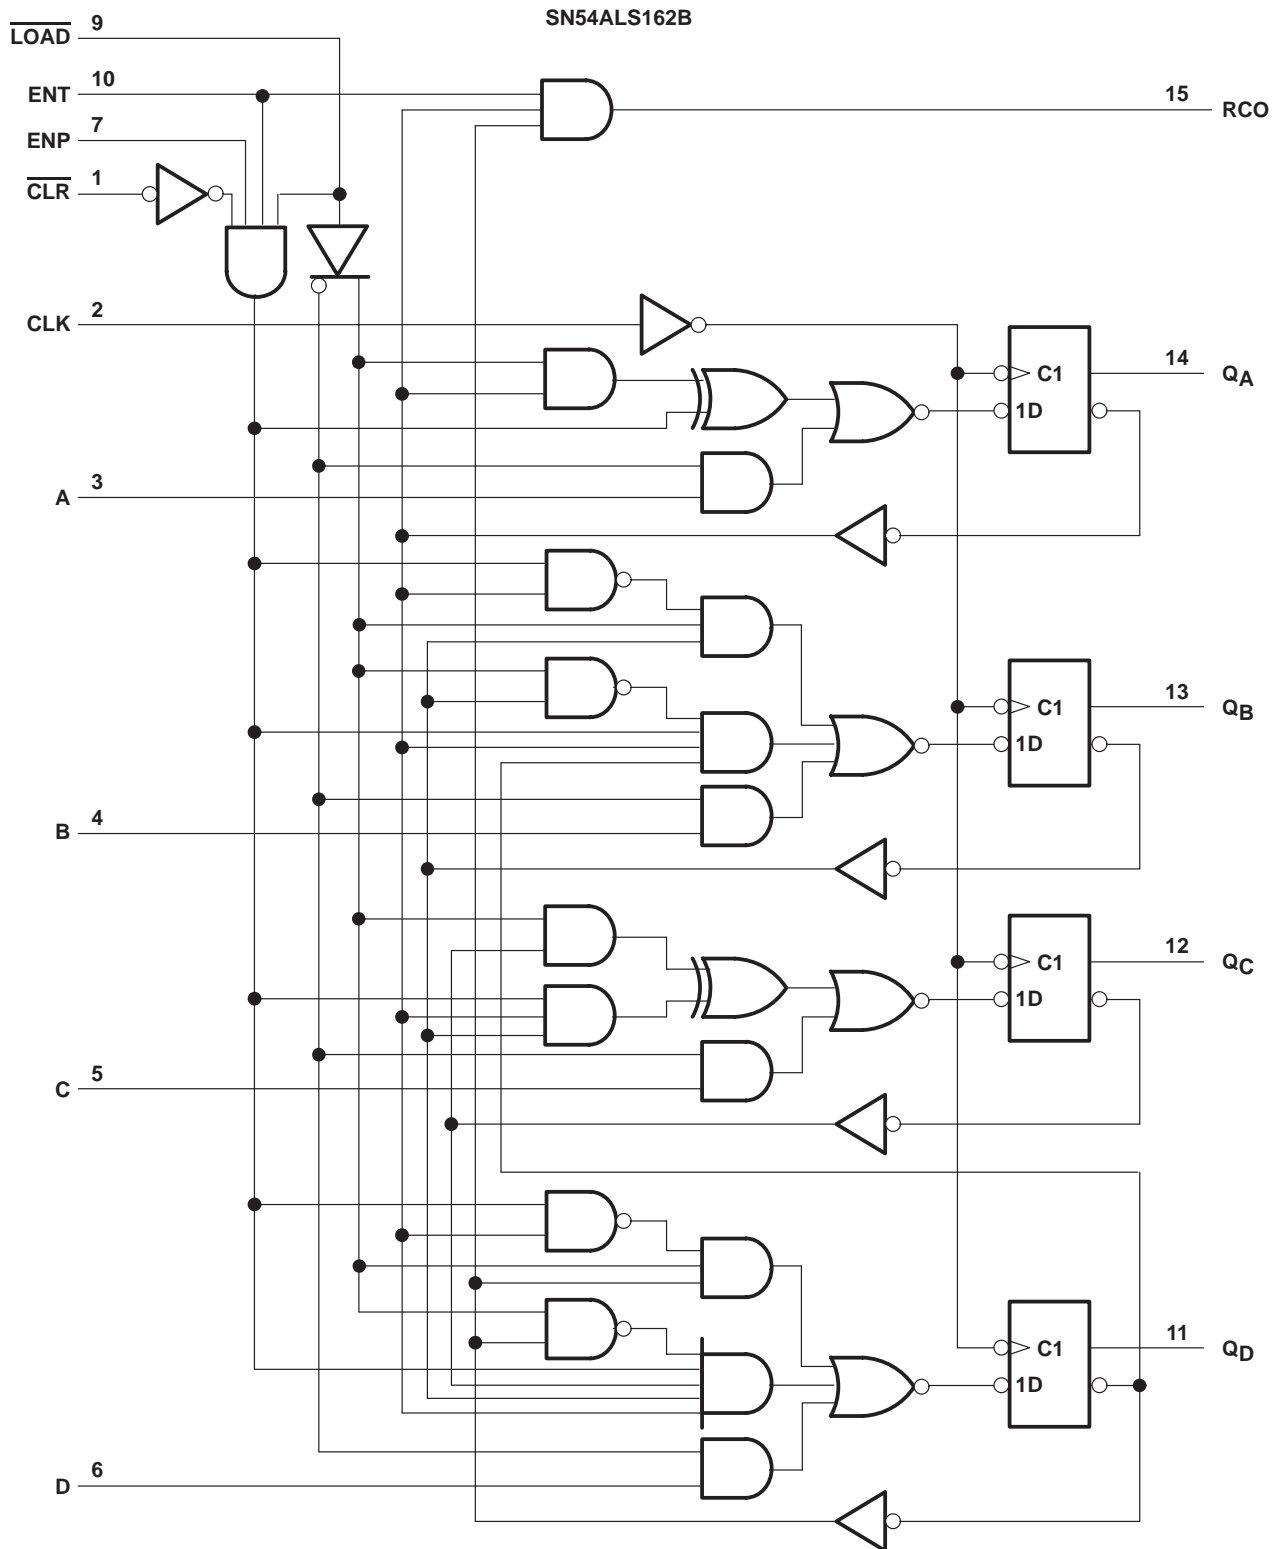 SN54ALS162B
LOAD 9
ENT 10
15 RCO
ENP 7
CLR 1
CLK 2
C1 14 QA
1D
A 3
C1 13 QB
1D
B 4
C1 12 QC
1D
C 5
C1 11 QD
1D
D 6